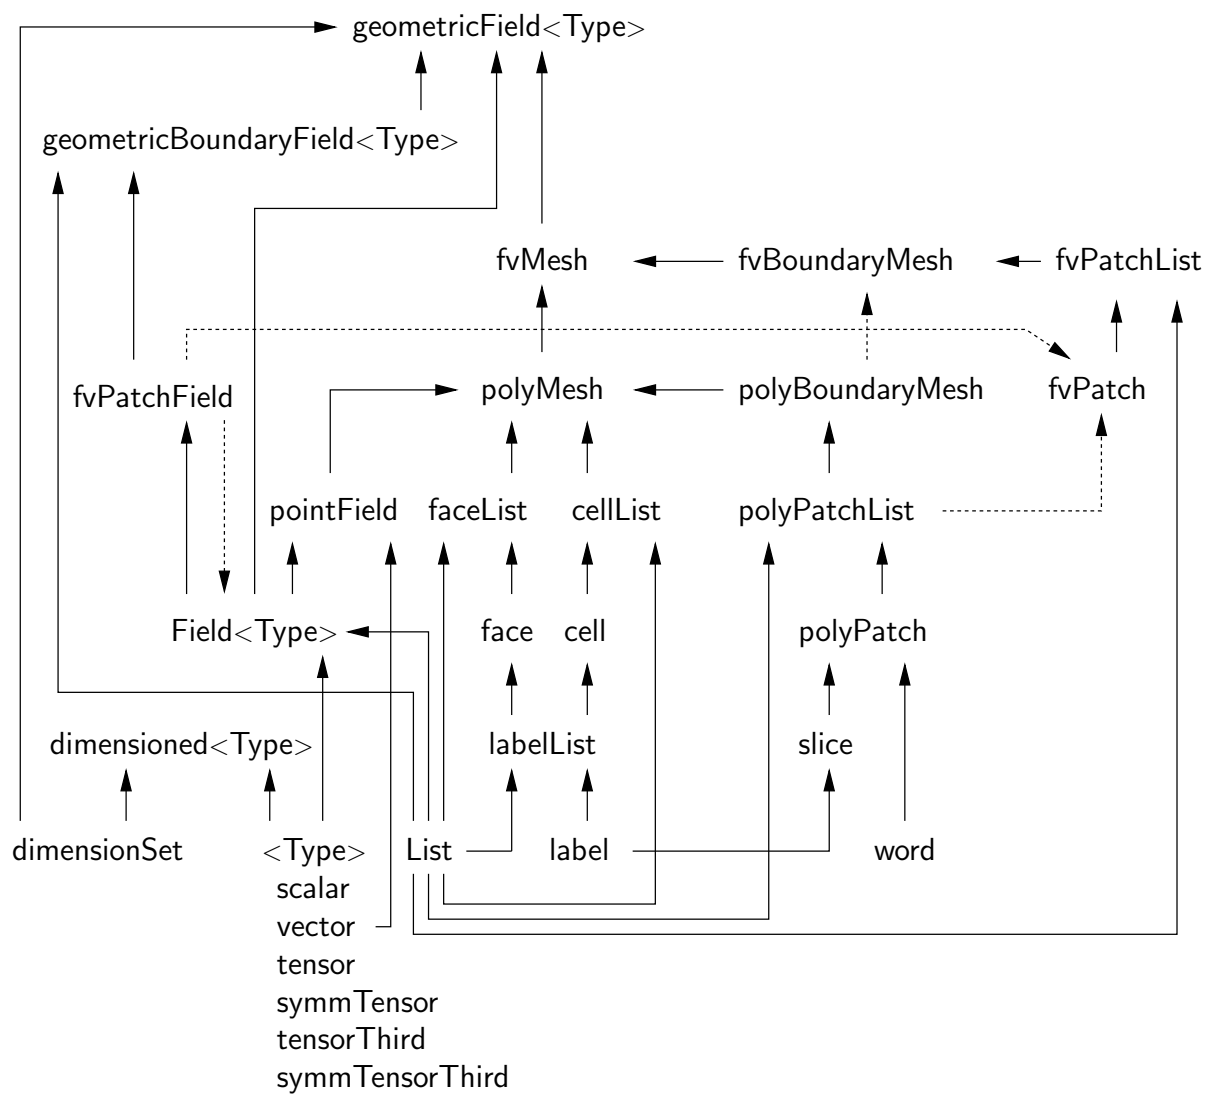 geometricField<Type>
geometricBoundaryField<Type>
fvMesh fvBoundaryMesh fvPatchList
fvPatchField polyMesh polyBoundaryMesh fvPatch
pointField faceList cellList polyPatchList
Field<Type> face cell polyPatch
dimensioned<Type> labelList slice
dimensionSet <Type> List label word
scalar
vector
tensor
symmTensor
tensorThird
symmTensorThird